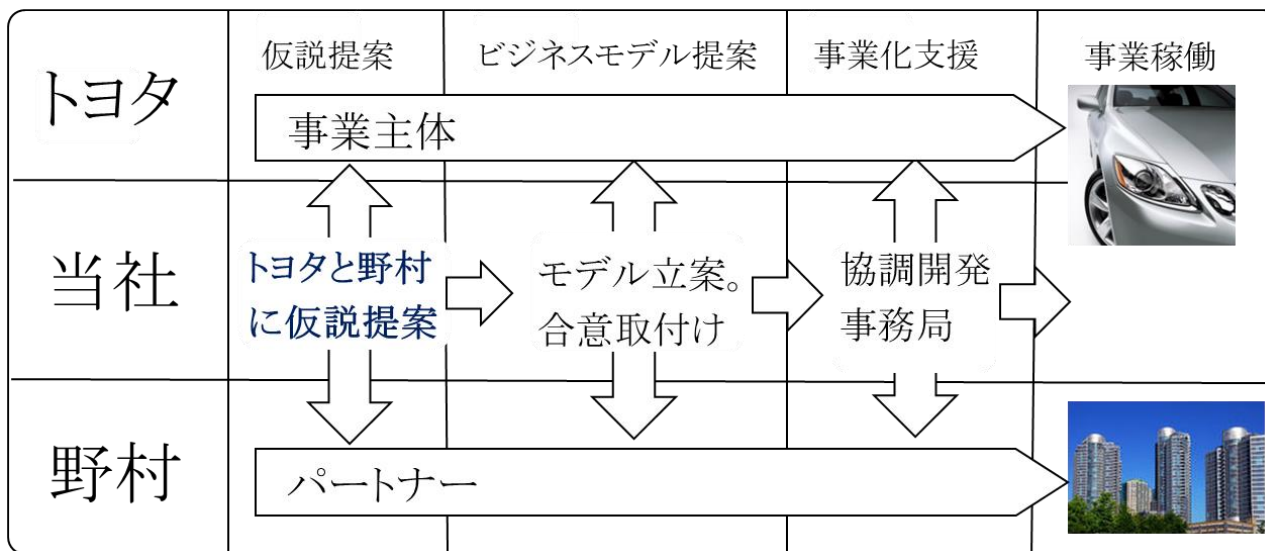 仮説提案
ビジネスモデル提案
事業化支援
事業稼働
トヨタ
事業主体
当社
トヨタと野村
に仮説提案
モデル立案。
合意取付け
協調開発
事務局
野村
パートナー